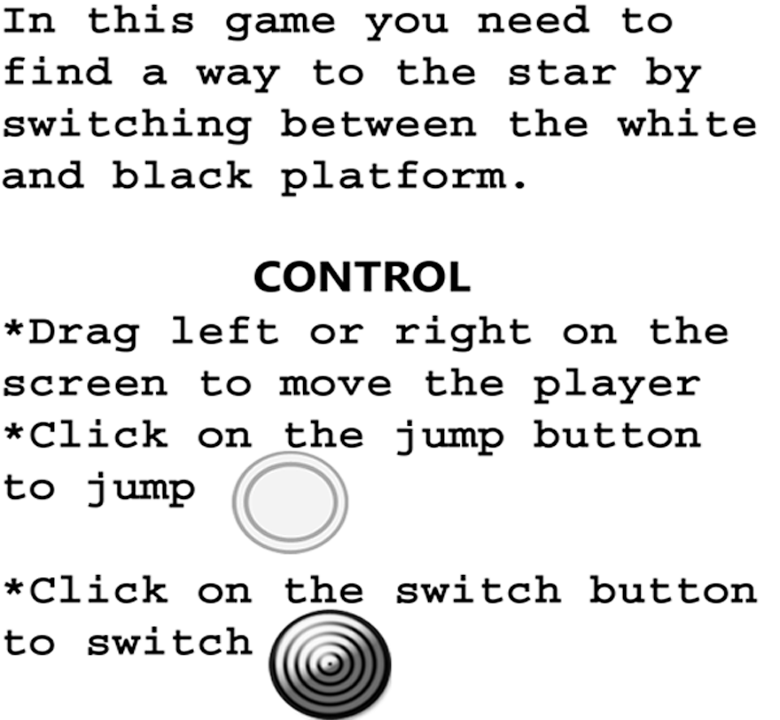 In this game you need to
find a way to the star by
switching between the white
and black platform.
CONTROL
*Drag left or right on the
screen to move the player
*Click on the jump button
to jump
*Click on the switch button
to switch